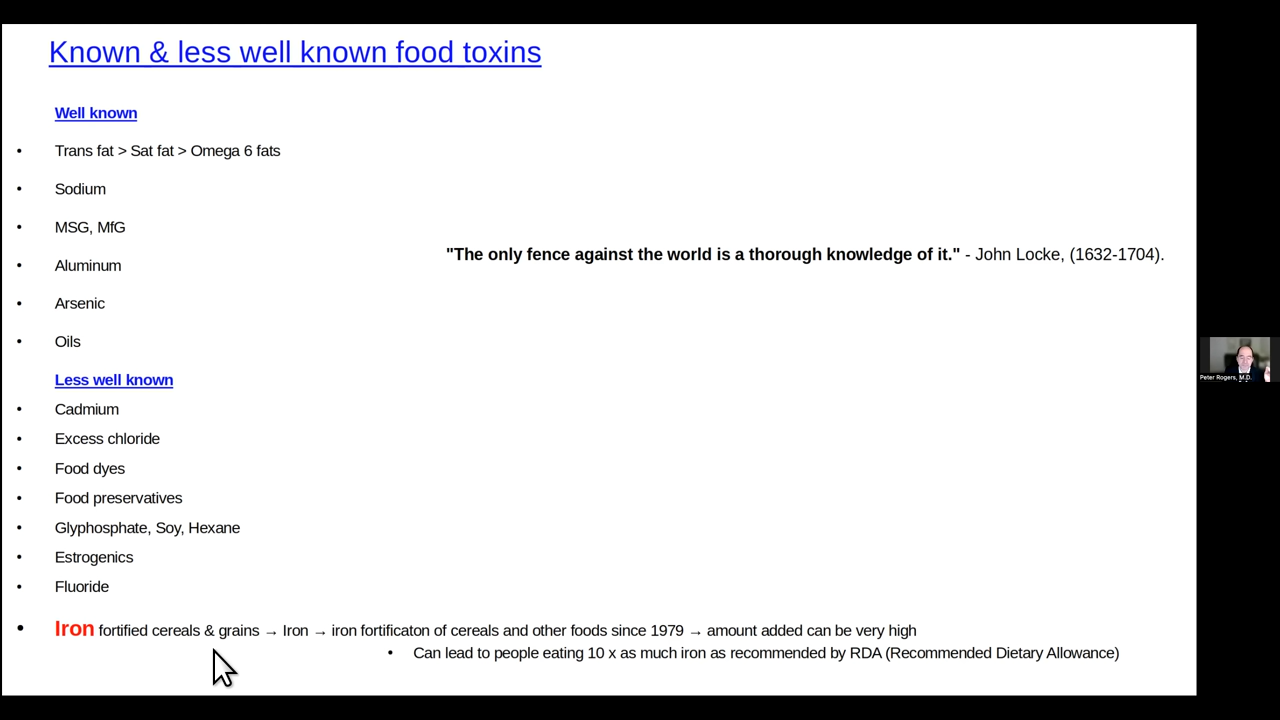 Known & less well known food toxins
Well known
• Trans fat > Sat fat > Omega 6 fats
• Sodium
• MSG, MfG
"The only fence against the world is a thorough knowledge of it." - John Locke, (1632-1704).
• Aluminum
• Arsenic
• Oils
Less well known
• Cadmium
• Excess chloride
• Food dyes
• Food preservatives
• Glyphosphate, Soy, Hexane
• Estrogenics
• Fluoride
• Iron fortified cereals & grains → Iron → iron fortificaton of cereals and other foods since 1979 → amount added can be very high
• Can lead to people eating 10 x as much iron as recommended by RDA (Recommended Dietary Allowance)
Peter Rogers, M.D.